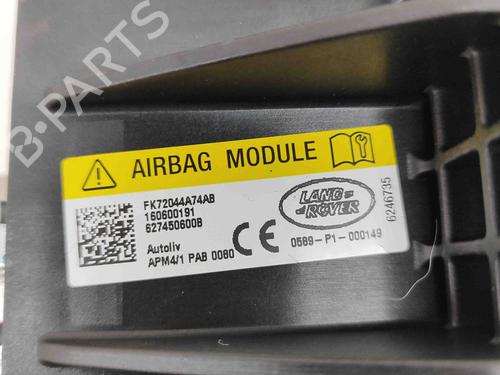 B-Parts
AIRBAG MODULE
FK72044A74AB
160600191
627450600B
Autoliv
APM4/1 PAB 0080
CE
LAND
ROVER
0589-P1-000149
6246735